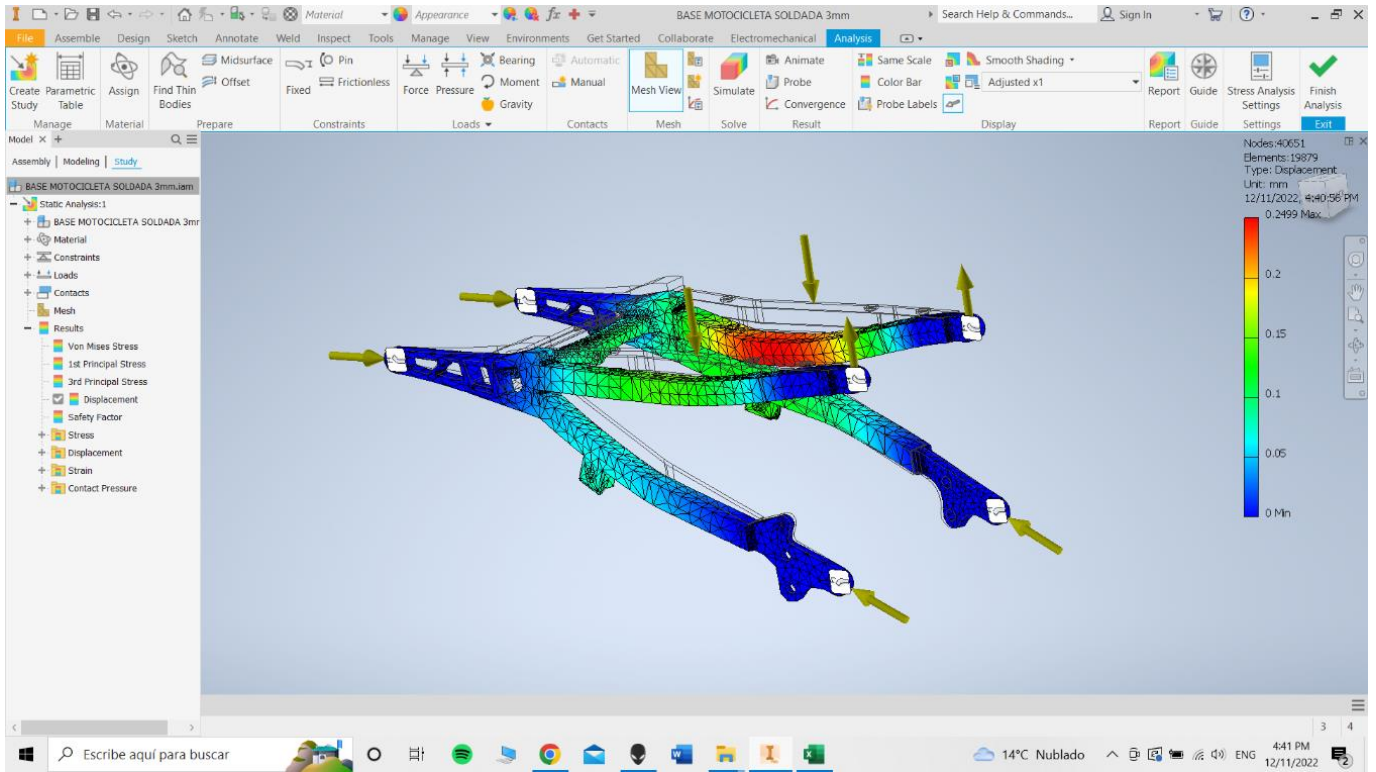 Material
Appearance
fx
BASE MOTOCICLETA SOLDADA 3mm
Search Help & Commands...
Sign In
File Assemble Design Sketch Annotate Weld Inspect Tools Manage View Environments Get Started Collaborate Electromechanical Analysis
Create Study
Parametric Table
Manage
Assign
Material
Find Thin Bodies
Midsurface
Offset
Prepare
Fixed
Pin
Frictionless
Constraints
Force
Pressure
Bearing
Moment
Gravity
Loads
Automatic
Manual
Contacts
Mesh View
Mesh
Simulate
Solve
Animate
Probe
Convergence
Result
Same Scale
Color Bar
Probe Labels
Smooth Shading
Adjusted x1
Display
Report
Report
Guide
Guide
Stress Analysis Settings
Settings
Finish Analysis
Exit
Model × +
Assembly | Modeling | Study
BASE MOTOCICLETA SOLDADA 3mm.iam
Static Analysis:1
BASE MOTOCICLETA SOLDADA 3mr
Material
Constraints
Loads
Contacts
Mesh
Results
Von Mises Stress
1st Principal Stress
3rd Principal Stress
Displacement
Safety Factor
Stress
Displacement
Strain
Contact Pressure
Nodes:40651
Elements:19879
Type: Displacement
Unit: mm
12/11/2022, 4:40:56 PM
0.2499 Max
0.2
0.15
0.1
0.05
0 Min
3 4
Escribe aquí para buscar
14°C Nublado
ENG
4:41 PM
12/11/2022
2